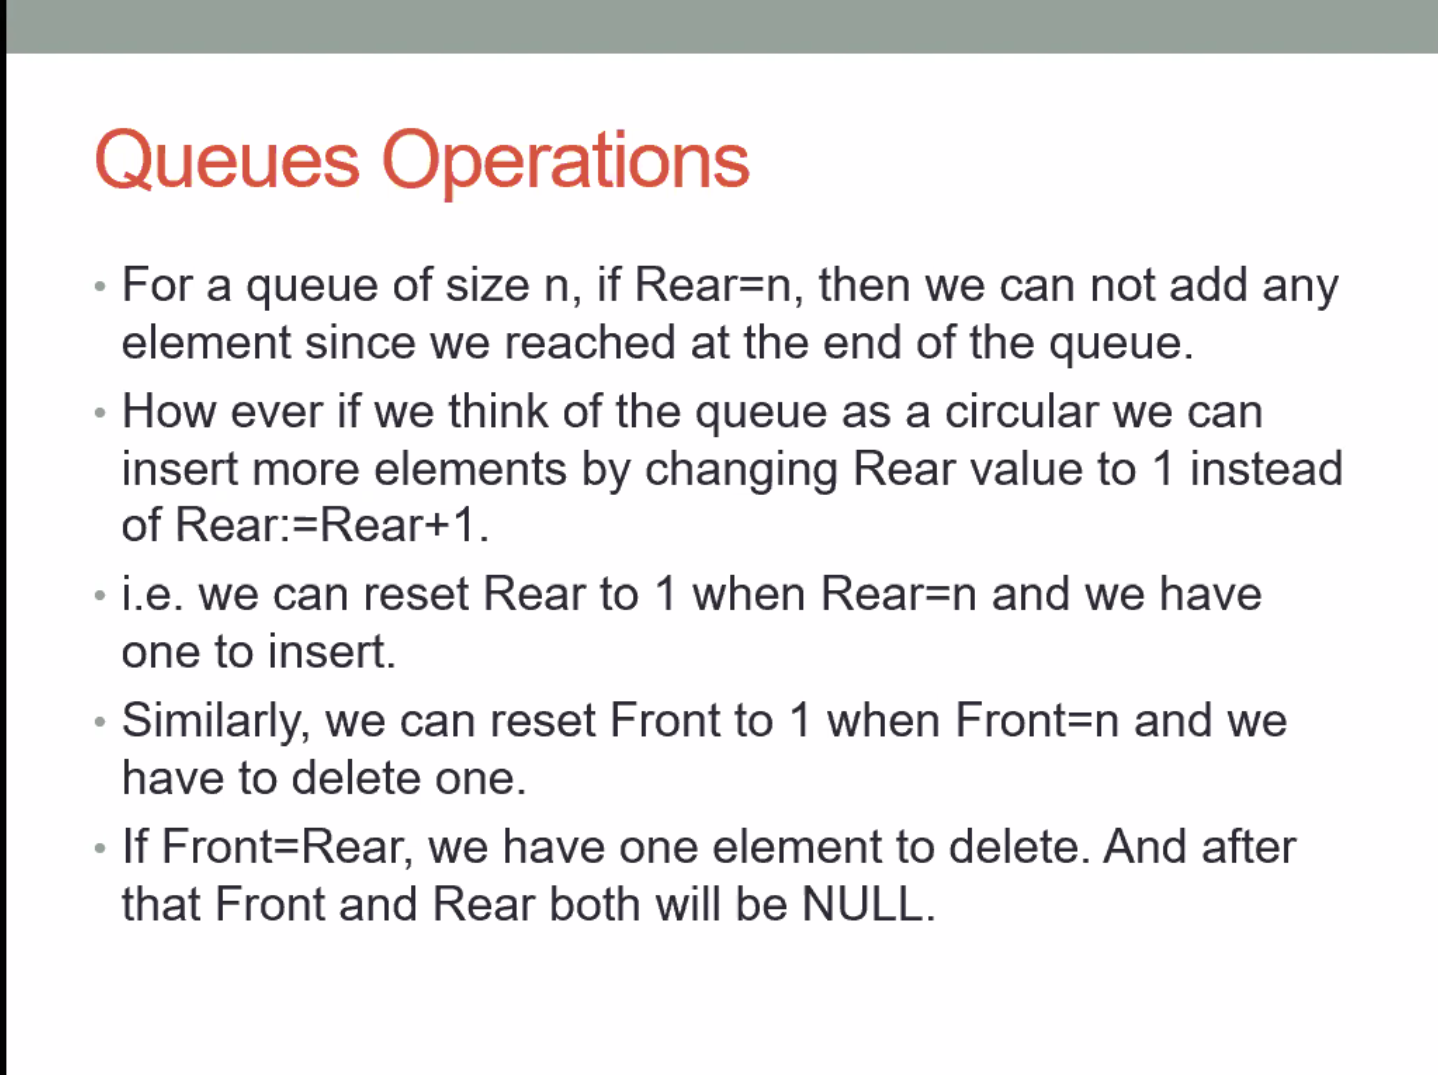 Queues Operations
• For a queue of size n, if Rear=n, then we can not add any
element since we reached at the end of the queue.
• How ever if we think of the queue as a circular we can
insert more elements by changing Rear value to 1 instead
of Rear:=Rear+1.
• i.e. we can reset Rear to 1 when Rear=n and we have
one to insert.
• Similarly, we can reset Front to 1 when Front=n and we
have to delete one.
• If Front=Rear, we have one element to delete. And after
that Front and Rear both will be NULL.